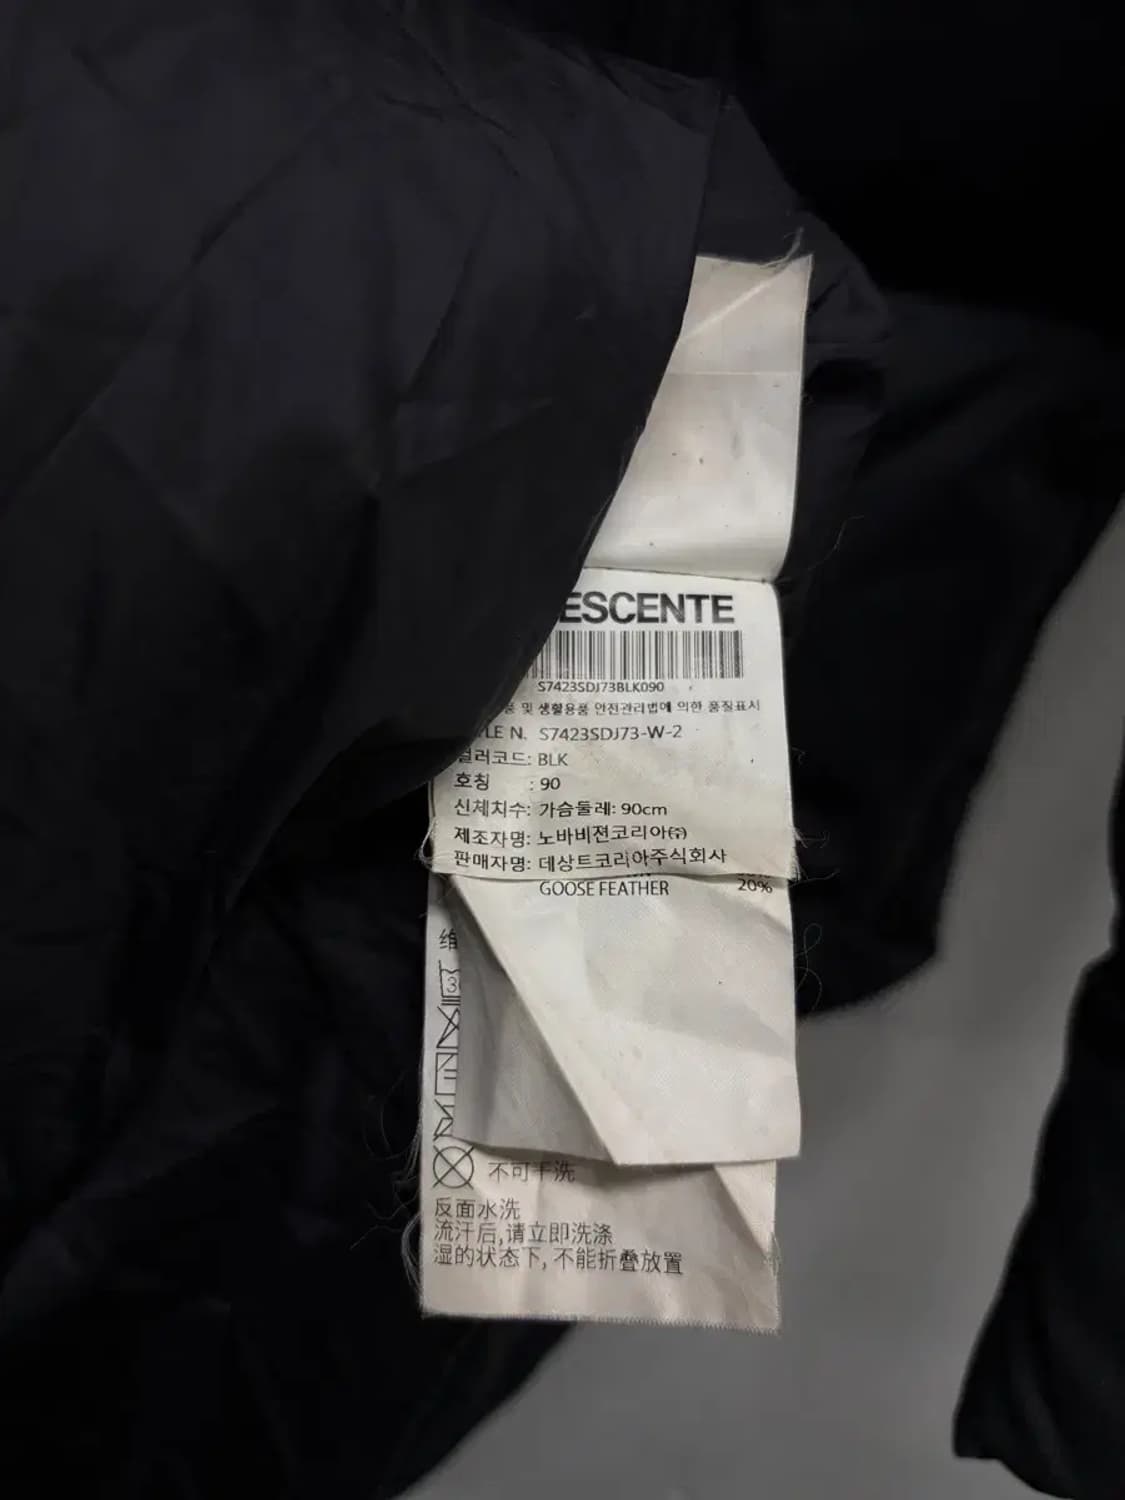 ESCENTE
S7423SDJ73BLK090
및 생활용품 안전관리법에 의한 품질표시
LE N. S7423SDJ73-W-2
컬러코드: BLK
호칭 : 90
신체치수: 가슴둘레: 90cm
제조자명: 노바비젼코리아㈜
판매자명: 데상트코리아주식회사
GOOSE FEATHER 20%
维
3
不可手洗
反面水洗
流汗后,请立即洗涤
湿的状态下, 不能折叠放置